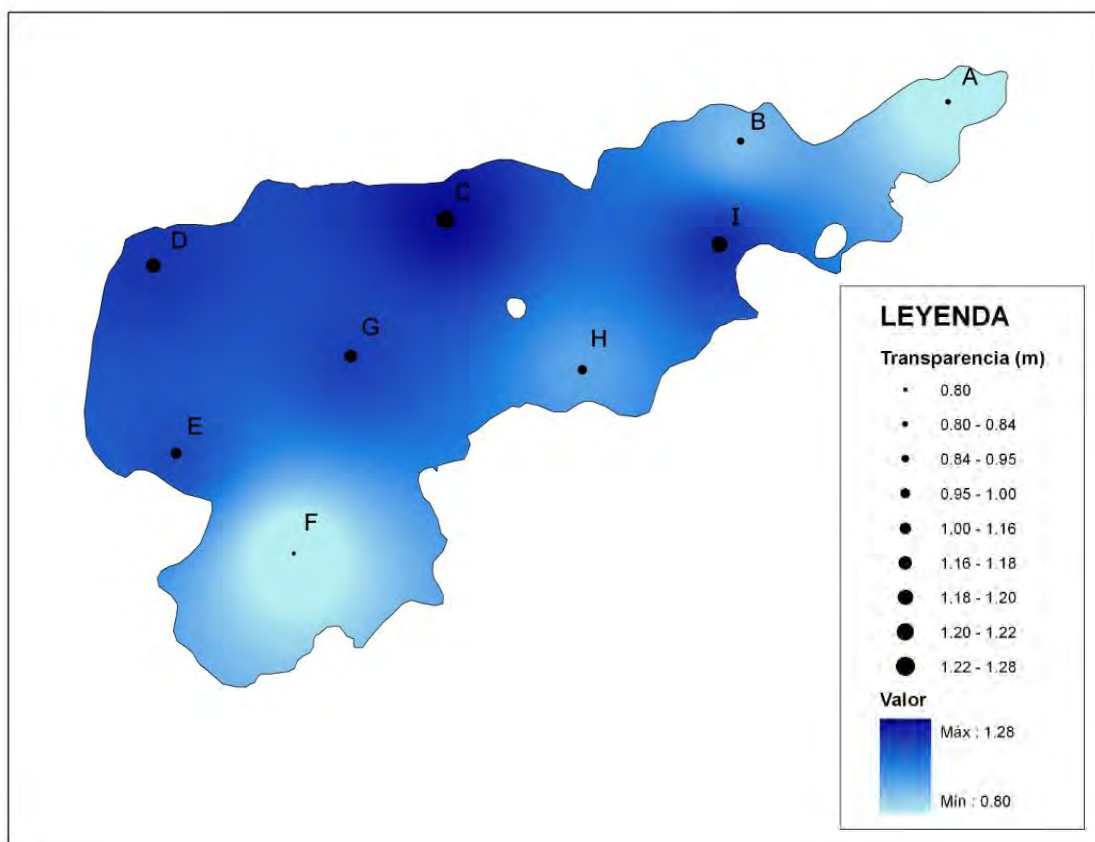 A
B
C
I
D
G
H
E
F
LEYENDA
Transparencia (m)
0.80
0.80 - 0.84
0.84 - 0.95
0.95 - 1.00
1.00 - 1.16
1.16 - 1.18
1.18 - 1.20
1.20 - 1.22
1.22 - 1.28
Valor
Máx : 1.28
Mín : 0.80